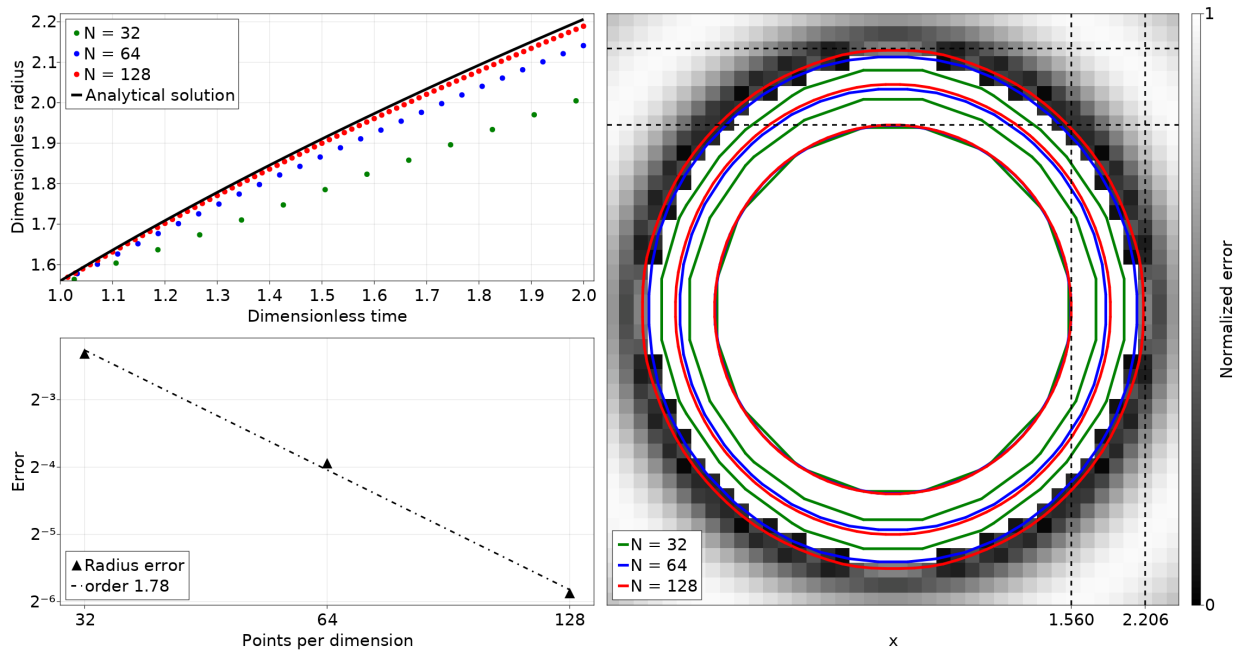 Dimensionless radius
2.2
2.1
2.0
1.9
1.8
1.7
1.6
N = 32
N = 64
N = 128
Analytical solution
1.0 1.1 1.2 1.3 1.4 1.5 1.6 1.7 1.8 1.9 2.0
Dimensionless time
Error
2⁻³
2⁻⁴
2⁻⁵
2⁻⁶
Radius error
order 1.78
32 64 128
Points per dimension
N = 32
N = 64
N = 128
1.560 2.206
x
1
0
Normalized error